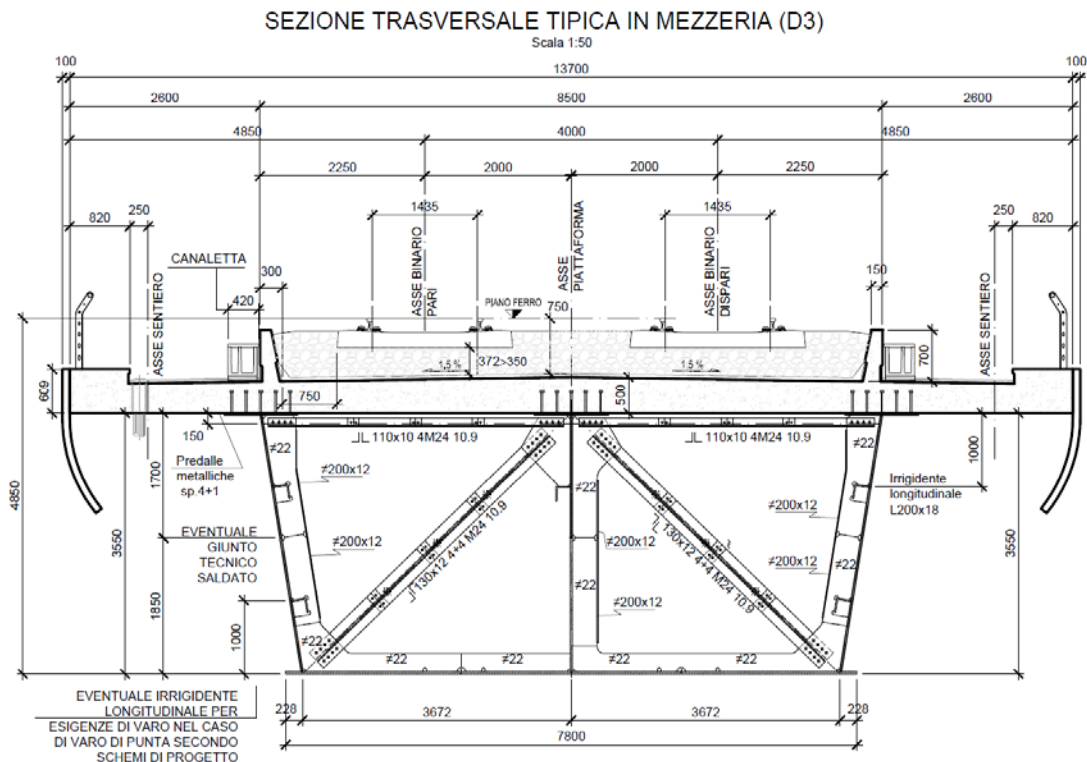 SEZIONE TRASVERSALE TIPICA IN MEZZERIA (D3)
Scala 1:50
100
13700
100
2600
8500
2600
4850
4000
4850
2250
2000
2000
2250
820
250
1435
1435
250
820
CANALETTA
300
420
ASSE SENTIERO
ASSE BINARIO
PARI
PIANO FERRO
750
ASSE
PIATTAFORMA
ASSE BINARIO
DISPARI
150
ASSE SENTIERO
1.5 %
372>350
1.5 %
700
609
750
500
150
110x10 4M24 10.9
110x10 4M24 10.9
Predalle
metalliche
sp.4+1
≠22
≠200x12
≠22
≠200x12
≠22
1000
Irrigidente
longitudinale
L200x18
4850
3550
1700
EVENTUALE
GIUNTO
TECNICO
SALDATO
≠200x12
130x12 4+4 M24 10.9
≠200x12
130x12 4+4 M24 10.9
≠200x12
≠22
3550
1850
1000
≠22
≠200x12
≠22
≠22
≠22
≠22
≠22
EVENTUALE IRRIGIDENTE
LONGITUDINALE PER
ESIGENZE DI VARO NEL CASO
DI VARO DI PUNTA SECONDO
SCHEMI DI PROGETTO
228
3672
3672
228
7800